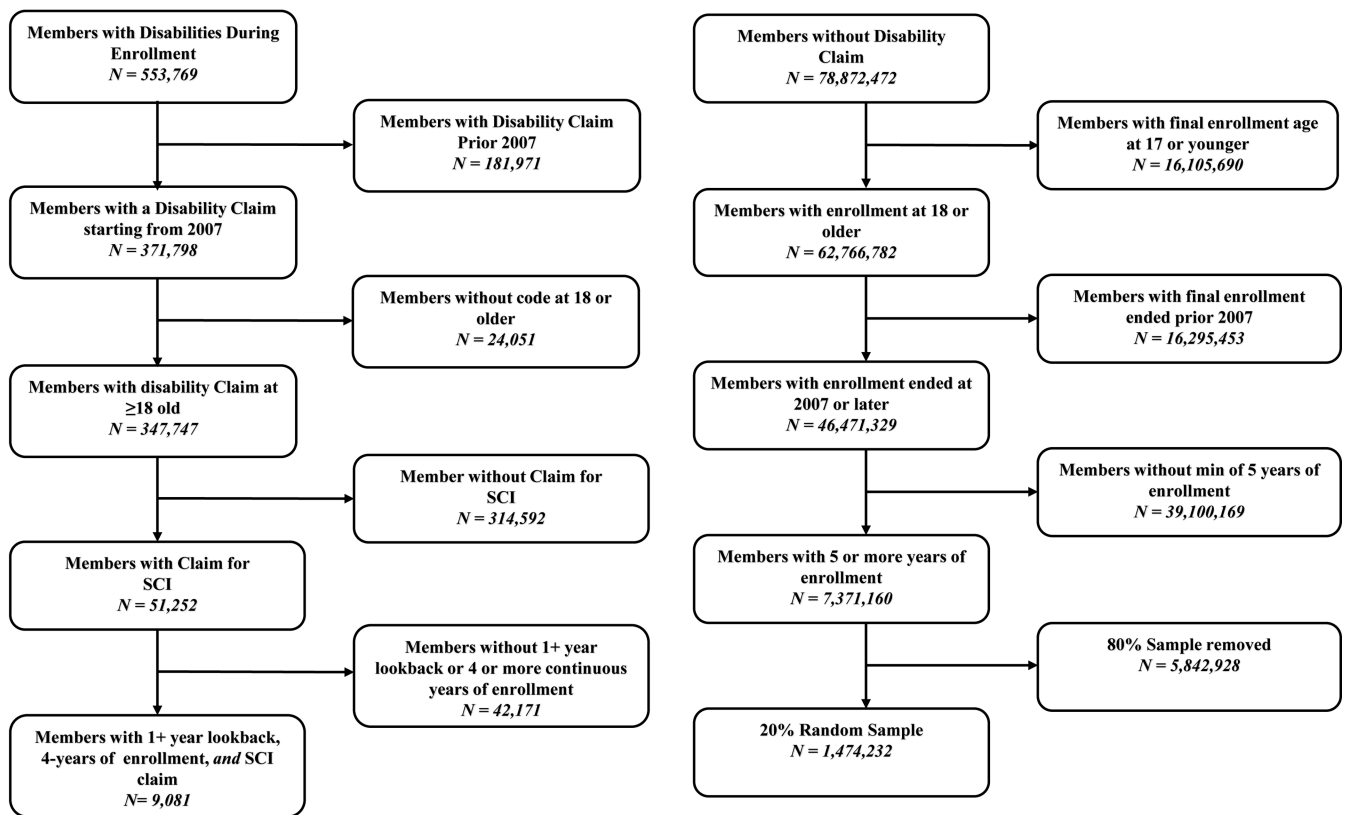 Members with Disabilities During
Enrollment
N = 553,769
Members with Disability Claim
Prior 2007
N = 181,971
Members with a Disability Claim
starting from 2007
N = 371,798
Members without code at 18 or
older
N = 24,051
Members with disability Claim at
≥18 old
N = 347,747
Member without Claim for
SCI
N = 314,592
Members with Claim for
SCI
N = 51,252
Members without 1+ year
lookback or 4 or more continuous
years of enrollment
N = 42,171
Members with 1+ year lookback,
4-years of enrollment, and SCI
claim
N= 9,081
Members without Disability
Claim
N = 78,872,472
Members with final enrollment age
at 17 or younger
N = 16,105,690
Members with enrollment at 18 or
older
N = 62,766,782
Members with final enrollment
ended prior 2007
N = 16,295,453
Members with enrollment ended at
2007 or later
N = 46,471,329
Members without min of 5 years of
enrollment
N = 39,100,169
Members with 5 or more years of
enrollment
N = 7,371,160
80% Sample removed
N = 5,842,928
20% Random Sample
N = 1,474,232